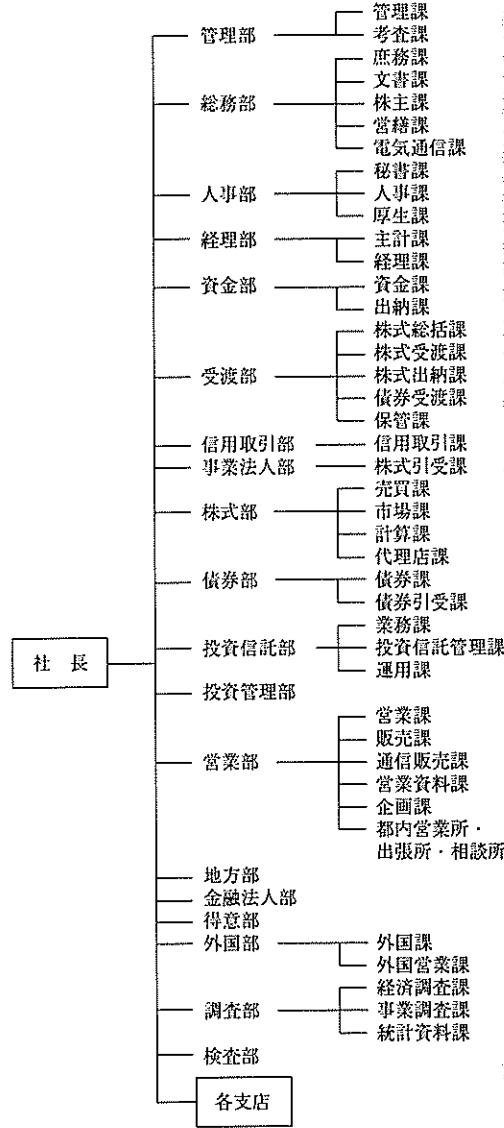 管理部
管理課
考査課
総務部
庶務課
文書課
株主課
営繕課
電気通信課
人事部
秘書課
人事課
厚生課
経理部
主計課
経理課
資金部
資金課
出納課
受渡部
株式総括課
株式受渡課
株式出納課
債券受渡課
保管課
信用取引部
信用取引課
事業法人部
株式引受課
株式部
売買課
市場課
計算課
代理店課
債券部
債券課
債券引受課
社 長
投資信託部
業務課
投資信託管理課
運用課
投資管理部
営業部
営業課
販売課
通信販売課
営業資料課
企画課
都内営業所・
出張所・相談所
地方部
金融法人部
得意部
外国部
外国課
外国営業課
調査部
経済調査課
事業調査課
統計資料課
検査部
各支店